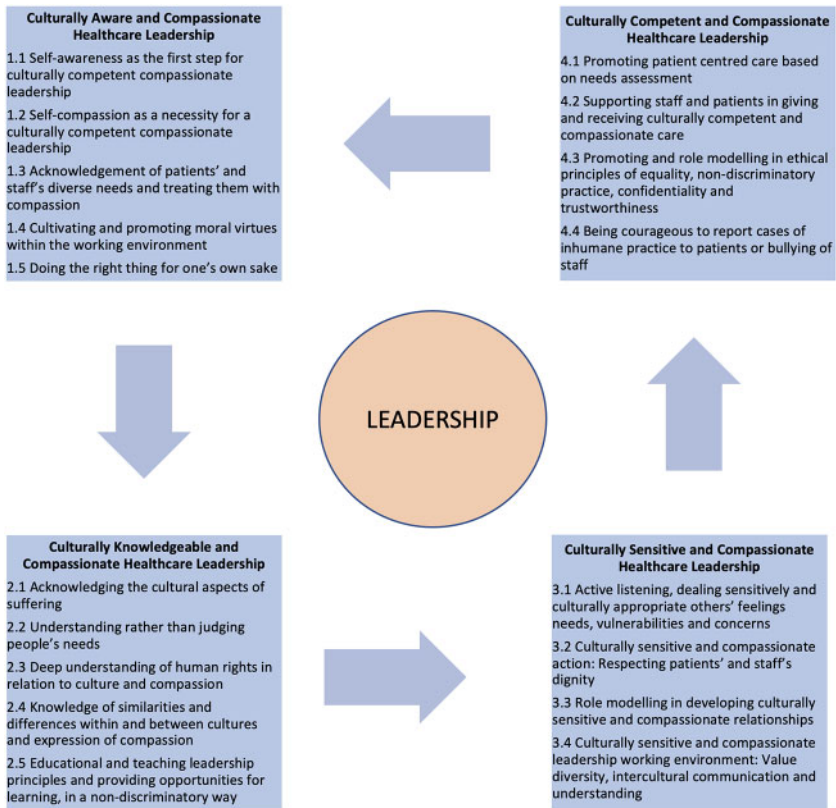 Culturally Aware and Compassionate
Healthcare Leadership
1.1 Self-awareness as the first step for
culturally competent compassionate
leadership
1.2 Self-compassion as a necessity for a
culturally competent compassionate
leadership
1.3 Acknowledgement of patients' and
staff's diverse needs and treating them with
compassion
1.4 Cultivating and promoting moral virtues
within the working environment
1.5 Doing the right thing for one's own sake
Culturally Competent and Compassionate
Healthcare Leadership
4.1 Promoting patient centred care based
on needs assessment
4.2 Supporting staff and patients in giving
and receiving culturally competent and
compassionate care
4.3 Promoting and role modelling in ethical
principles of equality, non-discriminatory
practice, confidentiality and
trustworthiness
4.4 Being courageous to report cases of
inhumane practice to patients or bullying of
staff
LEADERSHIP
Culturally Knowledgeable and
Compassionate Healthcare Leadership
2.1 Acknowledging the cultural aspects of
suffering
2.2 Understanding rather than judging
people's needs
2.3 Deep understanding of human rights in
relation to culture and compassion
2.4 Knowledge of similarities and
differences within and between cultures
and expression of compassion
2.5 Educational and teaching leadership
principles and providing opportunities for
learning, in a non-discriminatory way
Culturally Sensitive and Compassionate
Healthcare Leadership
3.1 Active listening, dealing sensitively and
culturally appropriate others' feelings
needs, vulnerabilities and concerns
3.2 Culturally sensitive and compassionate
action: Respecting patients' and staff's
dignity
3.3 Role modelling in developing culturally
sensitive and compassionate relationships
3.4 Culturally sensitive and compassionate
leadership working environment: Value
diversity, intercultural communication and
understanding